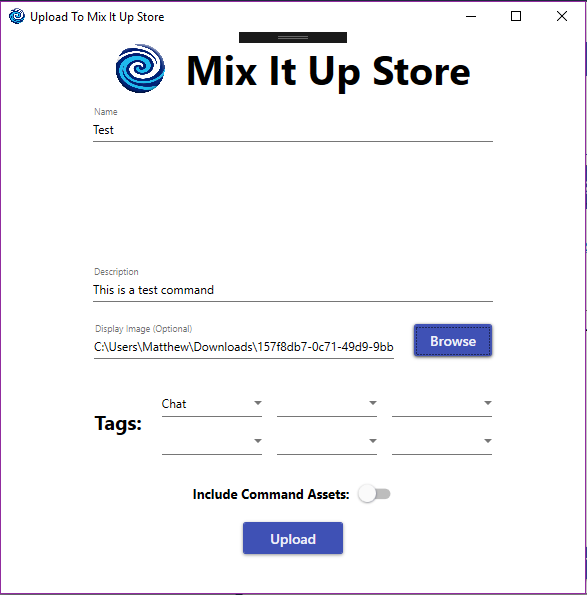 Upload To Mix It Up Store
Mix It Up Store
Name
Test
Description
This is a test command
Display Image (Optional)
C:\Users\Matthew\Downloads\157f8db7-0c71-49d9-9bb
Browse
Tags:
Chat
Include Command Assets:
Upload